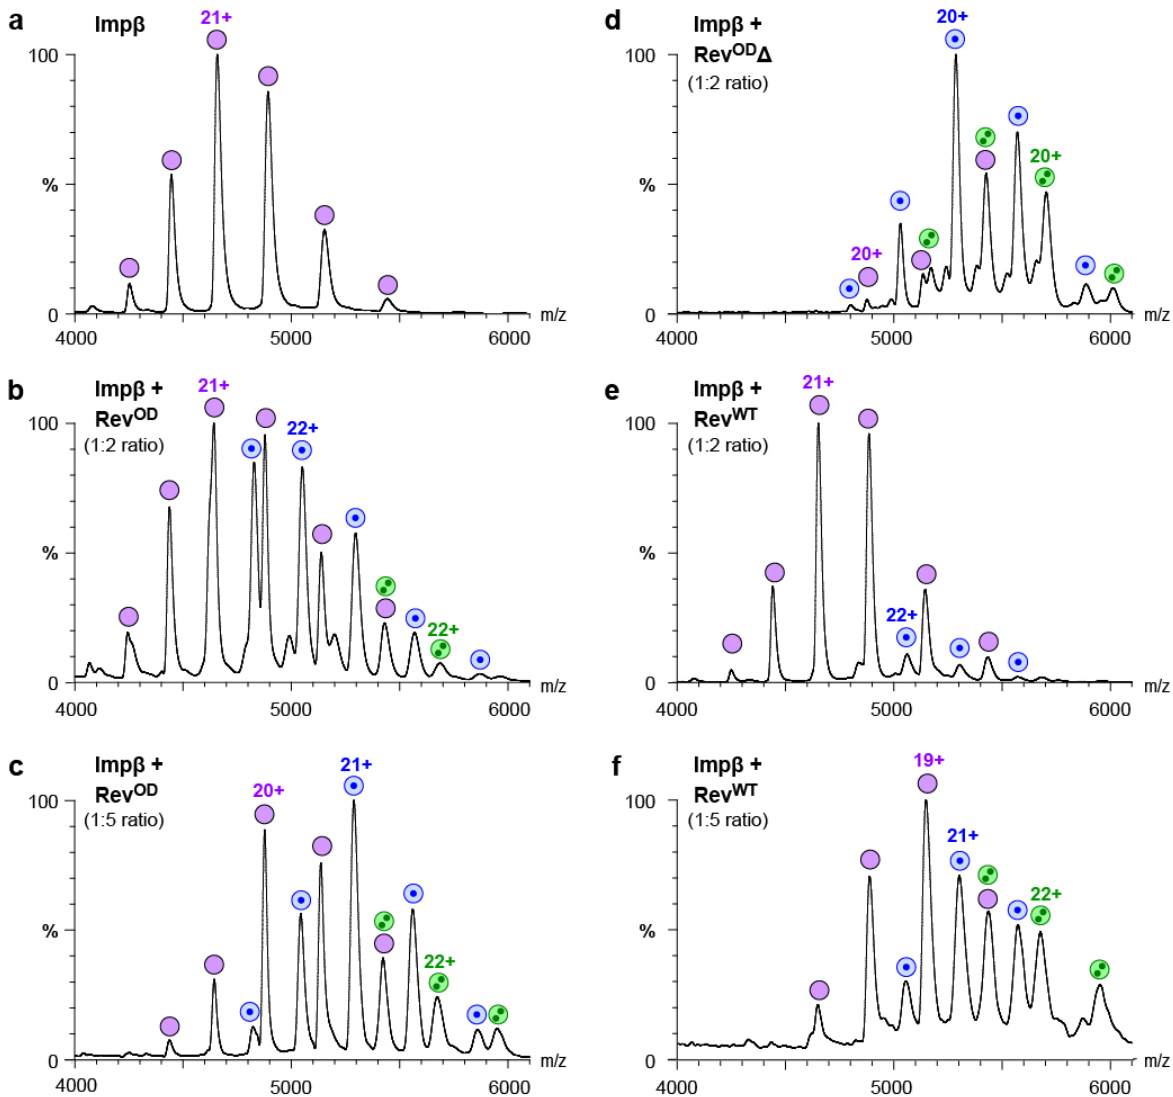 a
Impβ
21+
100
%
0
4000
5000
6000
m/z
b
Impβ +
Rev^OD
(1:2 ratio)
21+
22+
22+
100
%
0
4000
5000
6000
m/z
c
Impβ +
Rev^OD
(1:5 ratio)
20+
21+
22+
100
%
0
4000
5000
6000
m/z
d
Impβ +
Rev^ODΔ
(1:2 ratio)
20+
20+
20+
100
%
0
4000
5000
6000
m/z
e
Impβ +
Rev^WT
(1:2 ratio)
21+
22+
100
%
0
4000
5000
6000
m/z
f
Impβ +
Rev^WT
(1:5 ratio)
19+
21+
22+
100
%
0
4000
5000
6000
m/z